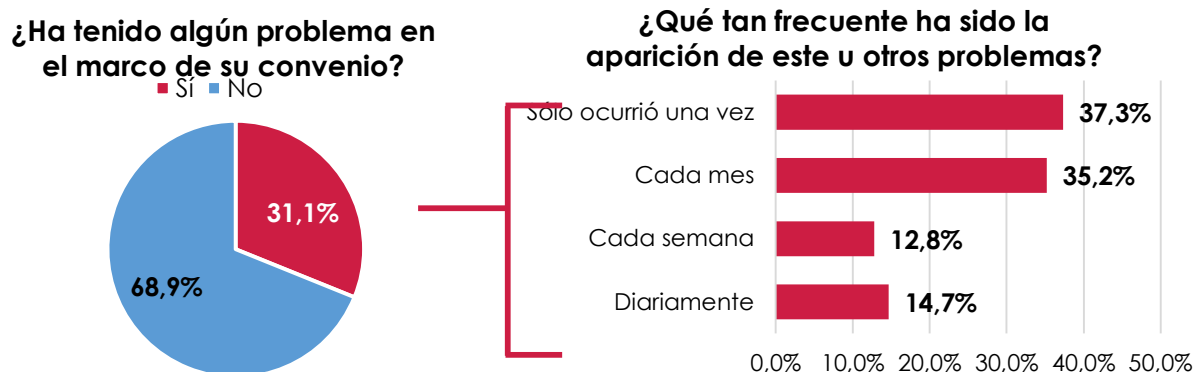 ¿Ha tenido algún problema en
el marco de su convenio?
Sí No
31,1%
68,9%
¿Qué tan frecuente ha sido la
aparición de este u otros problemas?
Sólo ocurrió una vez
37,3%
Cada mes
35,2%
Cada semana
12,8%
Diariamente
14,7%
0,0% 10,0% 20,0% 30,0% 40,0% 50,0%